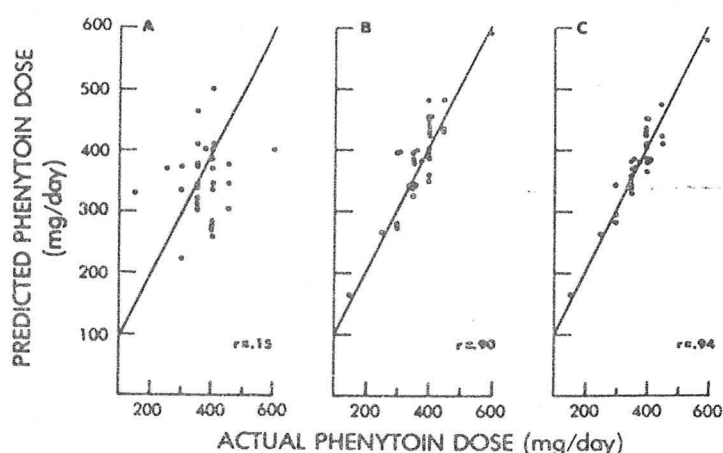 PREDICTED PHENYTOIN DOSE
(mg/day)
600
500
400
300
200
100
A
r=.15
200
400
600
B
r=.90
200
400
600
C
r=.94
200
400
600
ACTUAL PHENYTOIN DOSE (mg/day)